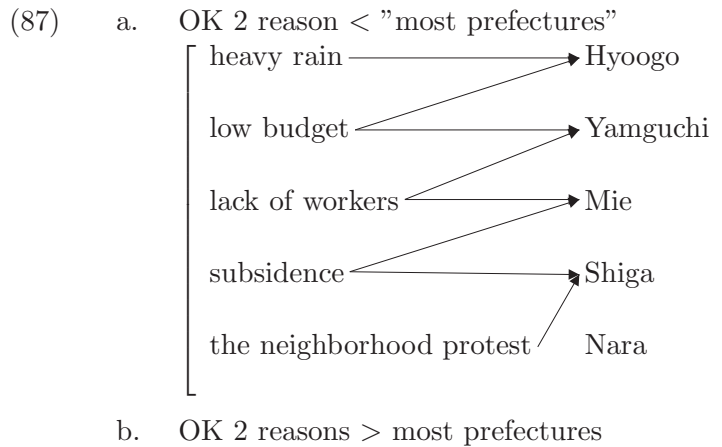 (87) a. OK 2 reason < ”most prefectures”
heavy rain Hyoogo
low budget Yamguchi
lack of workers Mie
subsidence Shiga
the neighborhood protest Nara
b. OK 2 reasons > most prefectures